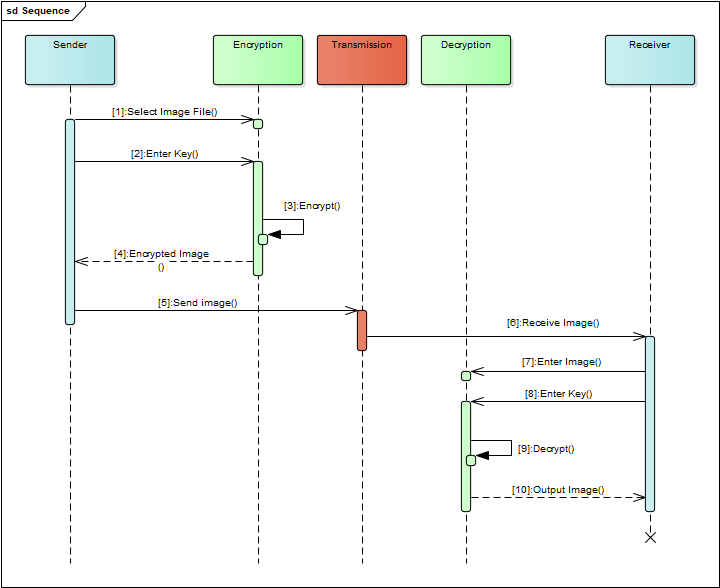 sd Sequence
Sender
Encryption
Transmission
Decryption
Receiver
[1]:Select Image File()
[2]:Enter Key()
[3]:Encrypt()
[4]:Encrypted Image
()
[5]:Send image()
[6]:Receive Image()
[7]:Enter Image()
[8]:Enter Key()
[9]:Decrypt()
[10]:Output Image()